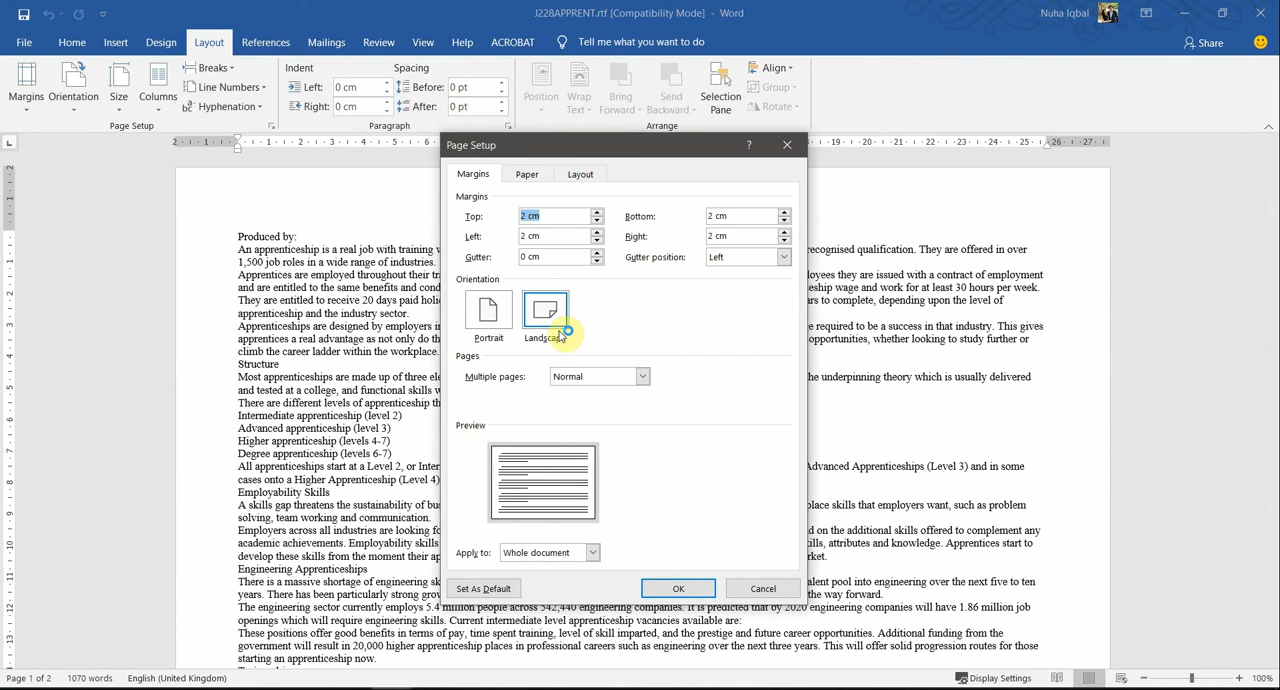 J228APPRENT.rtf [Compatibility Mode] - Word
Nuha Iqbal
File Home Insert Design Layout References Mailings Review View Help ACROBAT Tell me what you want to do
Share
Margins Orientation Size Columns
Breaks
Line Numbers
Hyphenation
Page Setup
Indent
Left: 0 cm
Right: 0 cm
Spacing
Before: 0 pt
After: 0 pt
Paragraph
Position Wrap Text Bring Forward Send Backward Selection Pane
Align
Group
Rotate
Arrange
Page Setup
?
Margins Paper Layout
Margins
Top: 2 cm Bottom: 2 cm
Left: 2 cm Right: 2 cm
Gutter: 0 cm Gutter position: Left
Orientation
Portrait Landscape
Pages
Multiple pages: Normal
Preview
Apply to: Whole document
Set As Default OK Cancel
Produced by:
An apprenticeship is a real job with training recognised qualification. They are offered in over
1,500 job roles in a wide range of industries.
Apprentices are employed throughout their they are issued with a contract of employment
and are entitled to the same benefits and wage and work for at least 30 hours per week.
They are entitled to receive 20 days paid to complete, depending upon the level of
apprenticeship and the industry sector.
Apprenticeships are designed by employers required to be a success in that industry. This gives
apprentices a real advantage as not only do opportunities, whether looking to study further or
climb the career ladder within the workplace.
Structure
Most apprenticeships are made up of three the underpinning theory which is usually delivered
and tested at a college, and functional skills
There are different levels of apprenticeship
Intermediate apprenticeship (level 2)
Advanced apprenticeship (level 3)
Higher apprenticeship (levels 4-7)
Degree apprenticeship (levels 6-7)
All apprenticeships start at a Level 2, or Advanced Apprenticeships (Level 3) and in some
cases onto a Higher Apprenticeship (Level 4)
Employability Skills
A skills gap threatens the sustainability of skills that employers want, such as problem
solving, team working and communication.
Employers across all industries are looking on the additional skills offered to complement any
academic achievements. Employability skills, attributes and knowledge. Apprentices start to
develop these skills from the moment their
Engineering Apprenticeships
There is a massive shortage of engineering pool into engineering over the next five to ten
years. There has been particularly strong the way forward.
The engineering sector currently employs 5.4 million people across 542,440 engineering companies. It is predicted that by 2020 engineering companies will have 1.86 million job
openings which will require engineering skills. Current intermediate level apprenticeship vacancies available are:
These positions offer good benefits in terms of pay, time spent training, level of skill imparted, and the prestige and future career opportunities. Additional funding from the
government will result in 20,000 higher apprenticeship places in professional careers such as engineering over the next three years. This will offer solid progression routes for those
starting an apprenticeship now.
Page 1 of 2 1070 words English (United Kingdom) Display Settings 100%